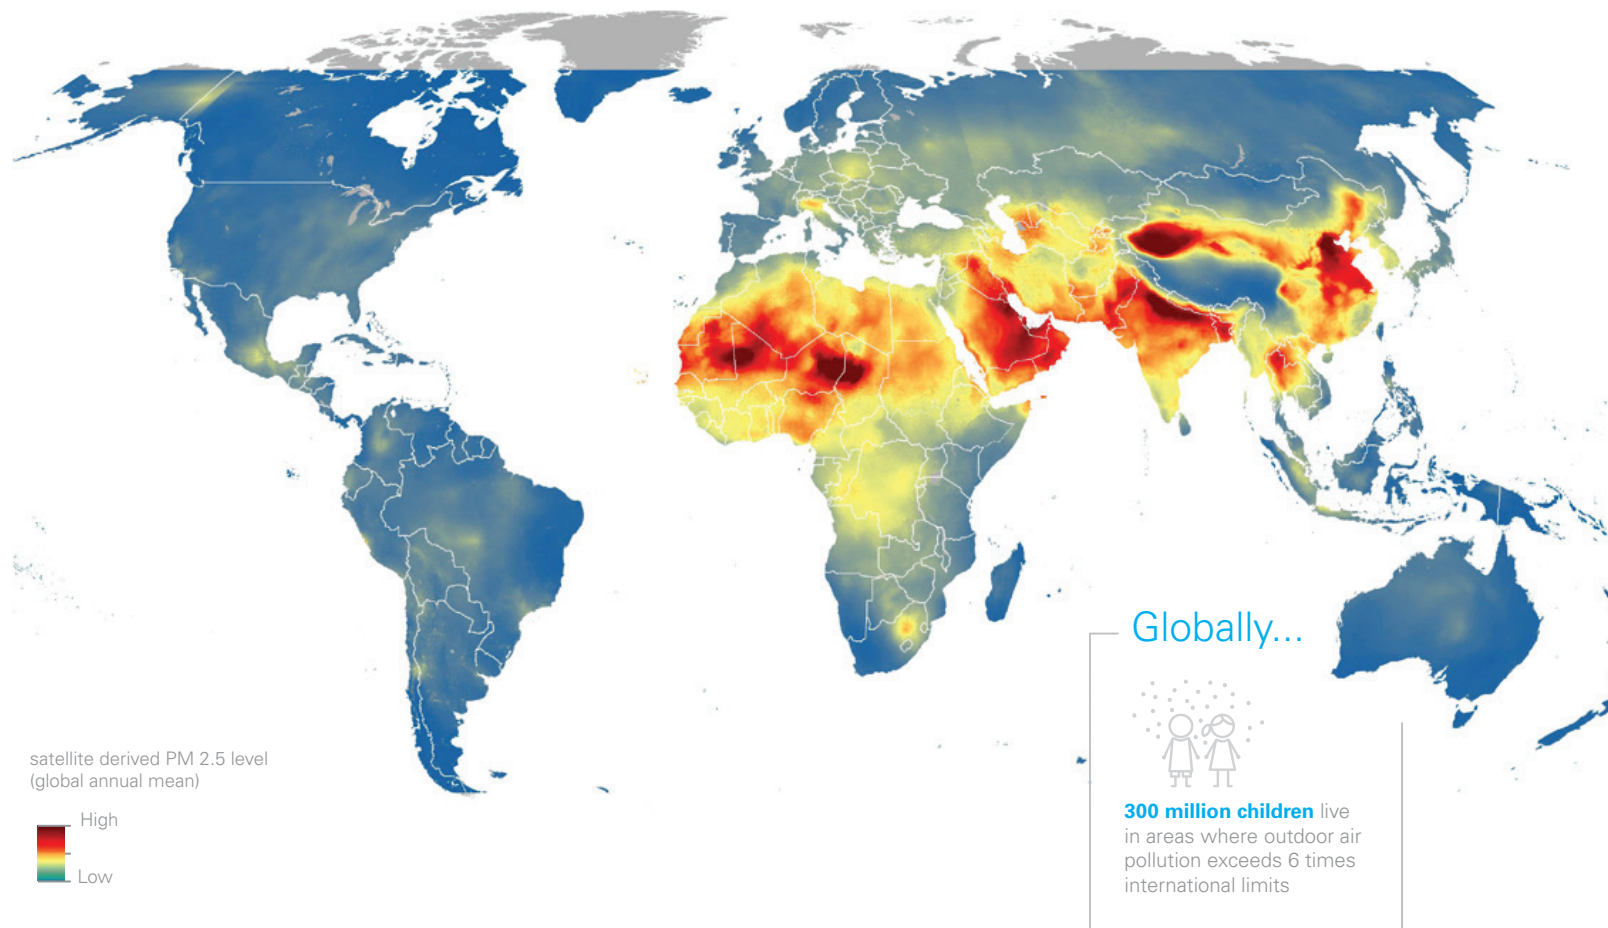 Globally...
satellite derived PM 2.5 level
(global annual mean)
High
Low
300 million children live
in areas where outdoor air
pollution exceeds 6 times
international limits